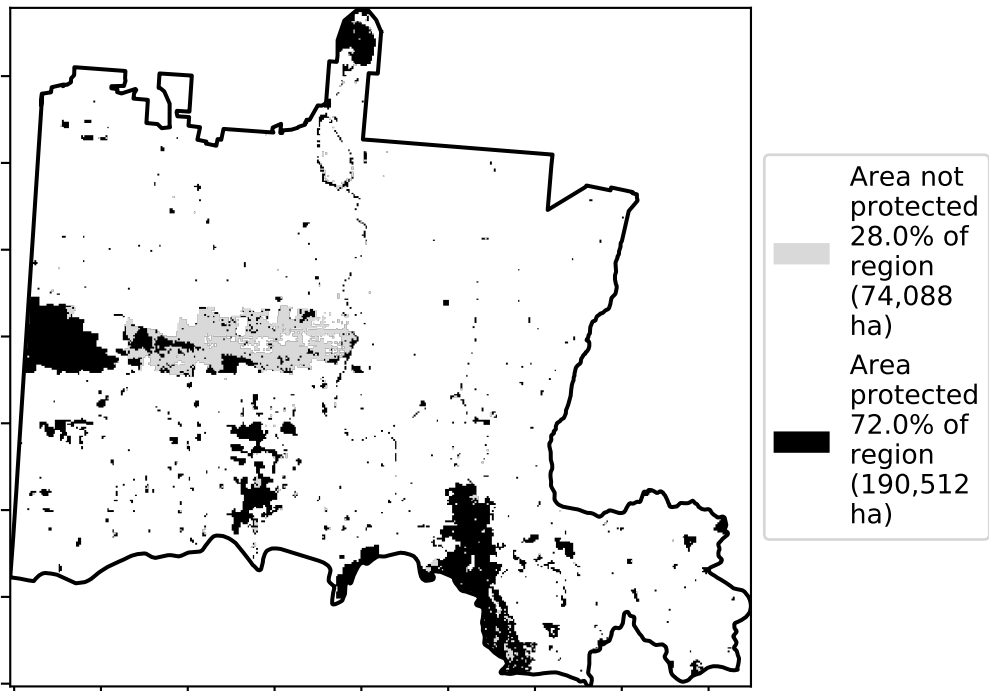 Area not
protected
28.0% of
region
(74,088
ha)
Area
protected
72.0% of
region
(190,512
ha)